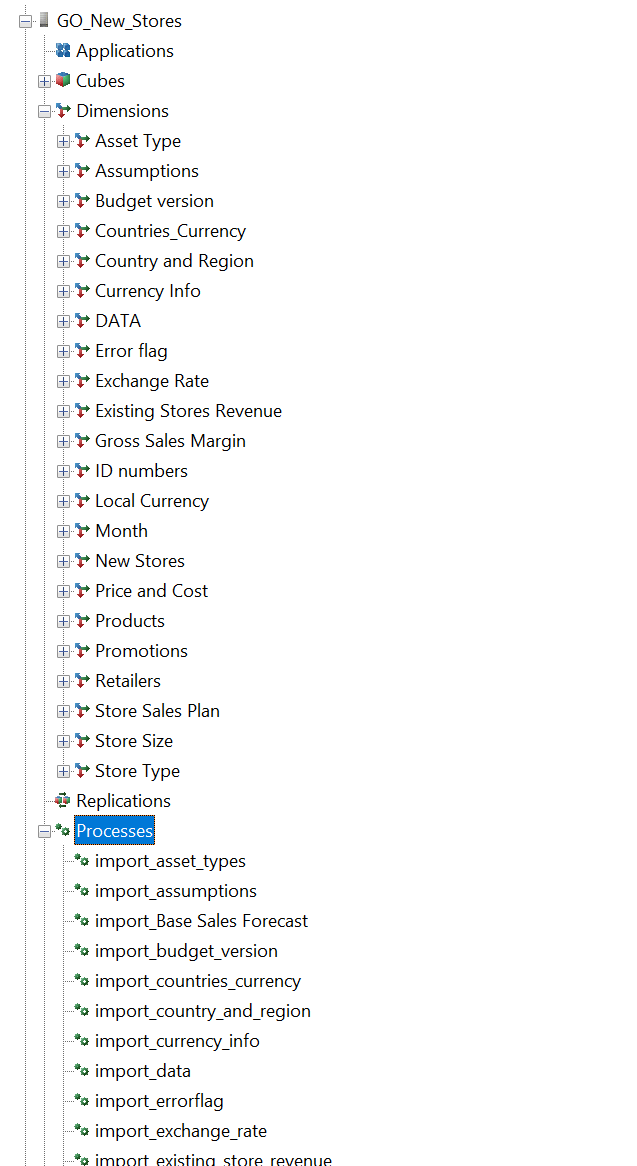 GO_New_Stores
Applications
Cubes
Dimensions
Asset Type
Assumptions
Budget version
Countries_Currency
Country and Region
Currency Info
DATA
Error flag
Exchange Rate
Existing Stores Revenue
Gross Sales Margin
ID numbers
Local Currency
Month
New Stores
Price and Cost
Products
Promotions
Retailers
Store Sales Plan
Store Size
Store Type
Replications
Processes
import_asset_types
import_assumptions
import_Base Sales Forecast
import_budget_version
import_countries_currency
import_country_and_region
import_currency_info
import_data
import_errorflag
import_exchange_rate
import_existing_store_revenue